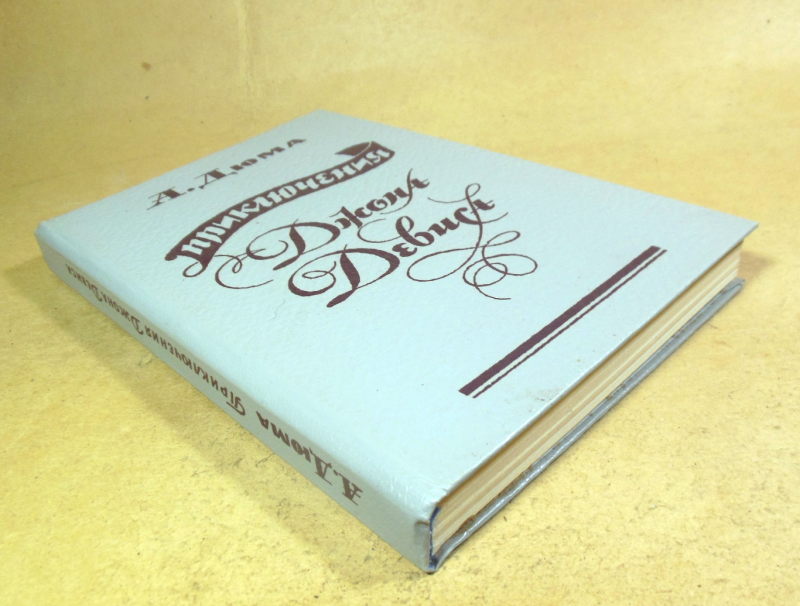 А. Дюма
ПРИКЛЮЧЕНИЯ
Джона
Девиса
А. Дюма Приключения Джона Девиса